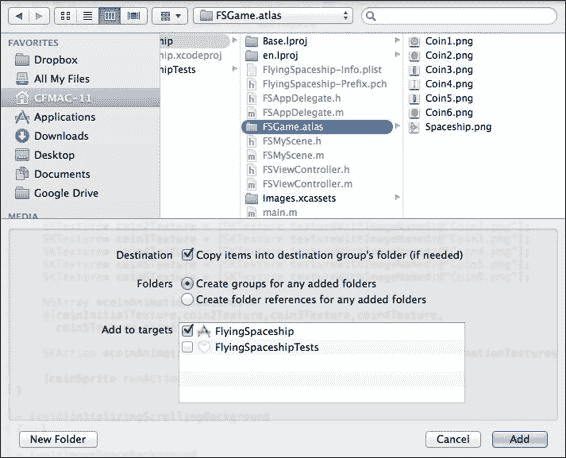 FSGame.atlas
FAVORITES
Dropbox
All My Files
CFMAC-11
Applications
Downloads
Desktop
Documents
Google Drive
MEDIA
hip
hip.xcodeproj
hipTests
Base.lproj
en.lproj
FlyingSpaceship-Info.plist
FlyingSpaceship-Prefix.pch
FSAppDelegate.h
FSAppDelegate.m
FSGame.atlas
FSMyScene.h
FSMyScene.m
FSViewController.h
FSViewController.m
Images.xcassets
main.m
Coin1.png
Coin2.png
Coin3.png
Coin4.png
Coin5.png
Coin6.png
Spaceship.png
Destination Copy items into destination group's folder (if needed)
Folders Create groups for any added folders
Create folder references for any added folders
Add to targets FlyingSpaceship
FlyingSpaceshipTests
New Folder Cancel Add